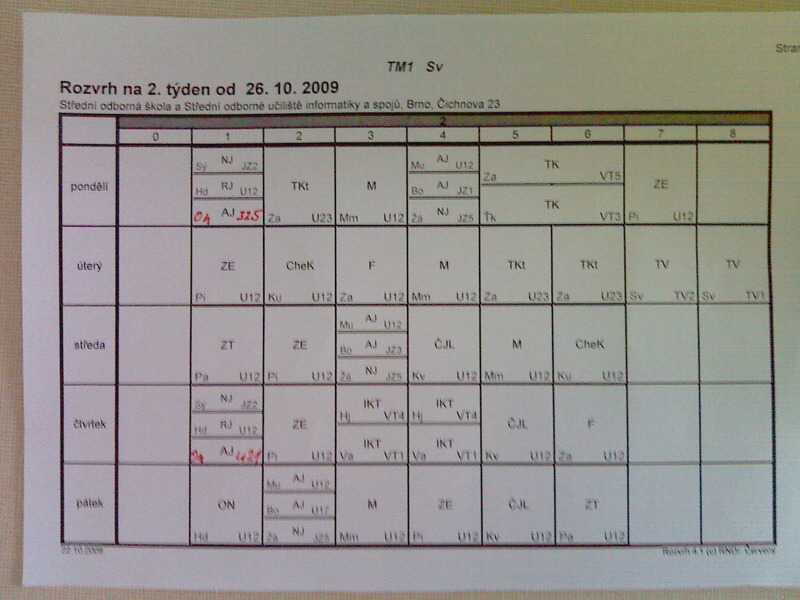 Stran
TM1 Sv
Rozvrh na 2. týden od 26. 10. 2009
Střední odborná škola a Střední odborné učiliště informatiky a spojů, Brno, Čichnova 23
2
0 1 2 3 4 5 6 7 8
pondělí
Sý NJ JZ2
Hd RJ U12
Oh AJ 325
TKt Za U23
M Mm U12
Mu AJ U12
Bo AJ JZ1
Ža NJ JZ5
TK Za VT5
TK Ťk VT3
ZE Pi U12
úterý
ZE Pi U12
CheK Ku U12
F Za U12
M Mm U12
TKt Za U23
TKt Za U23
TV Sv TV2
TV Sv TV1
středa
ZT Pa U12
ZE Pi U12
Mu AJ U12
Bo AJ JZ3
Ža NJ JZ5
ČJL Kv U12
M Mm U12
CheK Ku U12
čtvrtek
Sý NJ JZ2
Hd RJ U12
AJ 421
ZE Pi U12
IKT Hj VT4
IKT Va VT1
IKT Hj VT4
IKT Va VT1
ČJL Kv U12
F Za U12
pátek
ON Hd U12
Mu AJ U12
Bo AJ U12
Ža NJ JZ5
M Mm U12
ZE Pi U12
ČJL Kv U12
ZT Pa U12
22.10.2009
Rozvrh 4.1 (c) RNDr. Červený